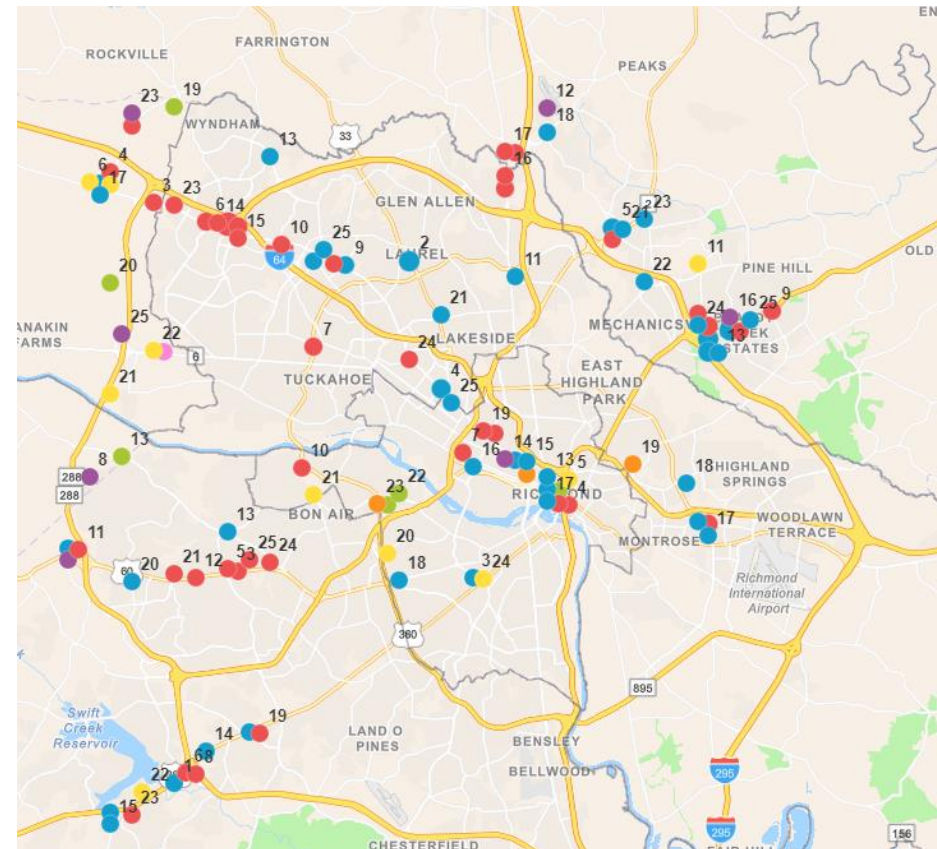 EN
FARRINGTON
ROCKVILLE
PEAKS
23
19
12
18
WYNDHAM
33
13
17
16
6
4
17
3
23
GLEN ALLEN
23
5
21
6
14
15
10
25
9
2
LAUREL
64
11
22
11
PINE HILL
OLD
20
21
24
16
25
9
MECHANICS
EEK
STATES
13
25
ANAKIN
FARMS
22
6
7
LAKESIDE
24
TUCKAHOE
EAST
HIGHLAND
PARK
4
25
21
19
7
13
8
288
288
10
21
16
14
15
13
5
19
18
HIGHLAND
SPRINGS
22
23
RICHMOND
17
4
BON AIR
17
WOODLAWN
TERRACE
MONTROSE
11
13
60
20
21
12
5
3
25
24
20
18
3
24
Richmond
International
Airport
360
895
Swift
Creek
Reservoir
14
19
LAND O
PINES
BENSLEY
BELLWOOD
295
22
1
6
8
23
15
295
156
CHESTERFIELD